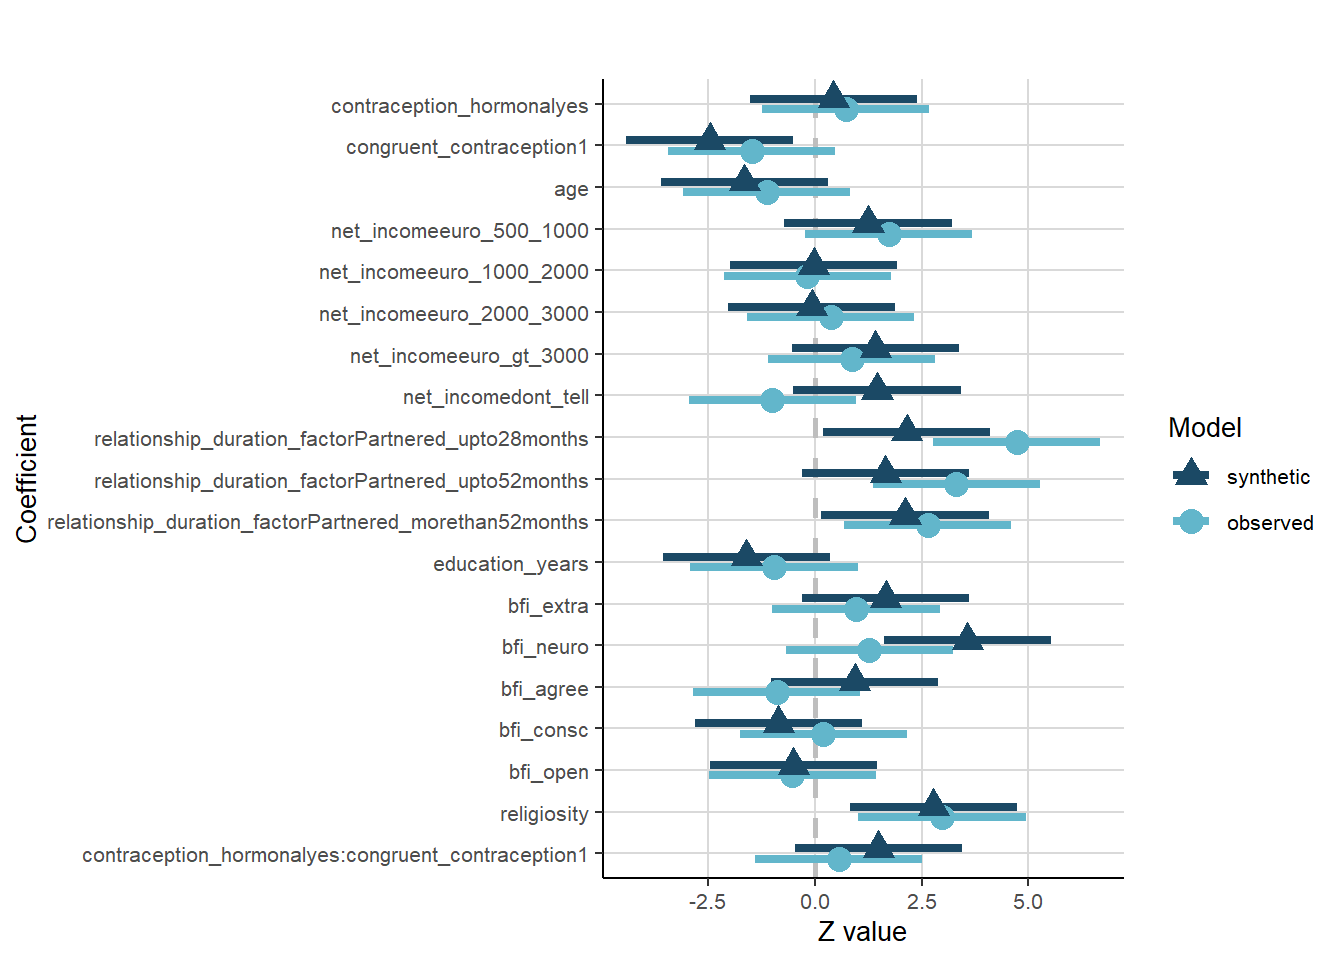 contraception_hormonalyes
congruent_contraception1
age
net_incomeeuro_500_1000
net_incomeeuro_1000_2000
net_incomeeuro_2000_3000
net_incomeeuro_gt_3000
net_incomedont_tell
relationship_duration_factorPartnered_upto28months
relationship_duration_factorPartnered_upto52months
relationship_duration_factorPartnered_morethan52months
education_years
bfi_extra
bfi_neuro
bfi_agree
bfi_consc
bfi_open
religiosity
contraception_hormonalyes:congruent_contraception1
Coefficient
-2.5 0.0 2.5 5.0
Z value
Model
synthetic
observed